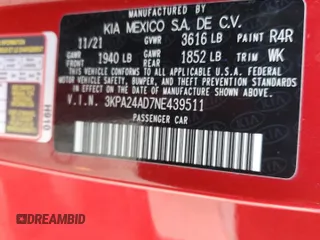 MFD BY
KIA MEXICO S.A. DE C.V.
11/21 GVWR 3616 LB PAINT R4R
GAWR FRONT 1940 LB GAWR REAR 1852 LB TRIM WK
THIS VEHICLE CONFORMS TO ALL APPLICABLE U.S. FEDERAL MOTOR VEHICLE SAFETY, BUMPER, AND THEFT PREVENTION STANDARDS IN EFFECT ON THE DATE OF MANUFACTURE SHOWN ABOVE.
V.I.N. 3KPA24AD7NE439511
PASSENGER CAR
H910
DREAMBID